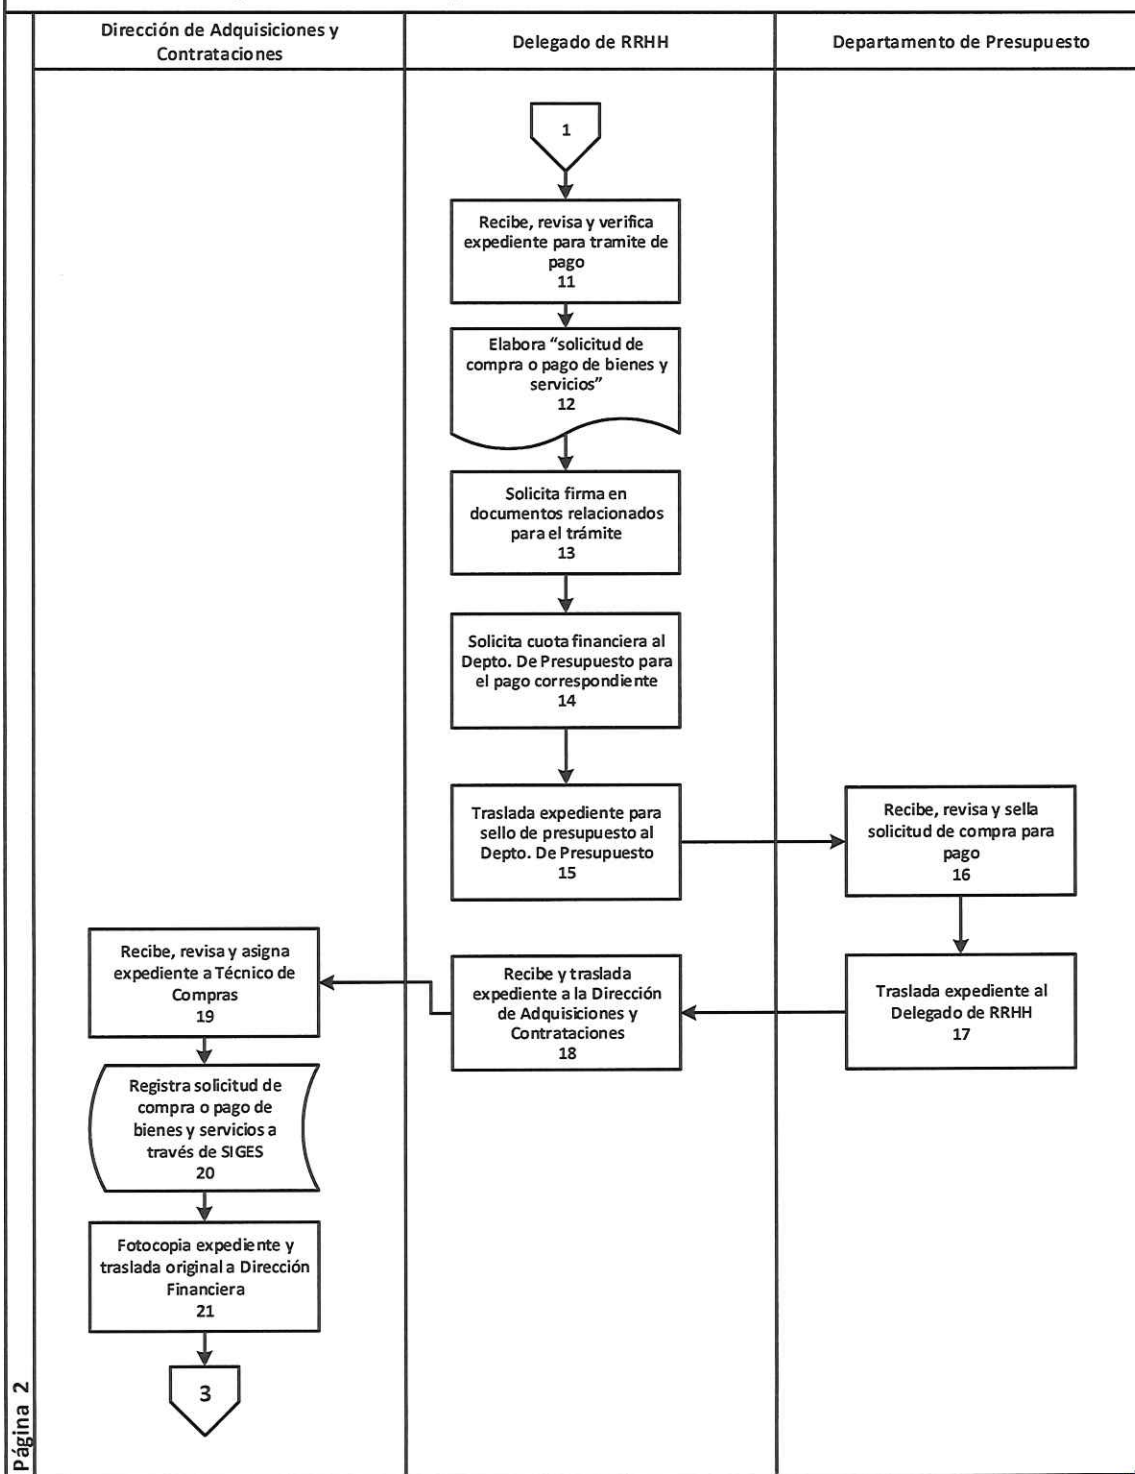 Dirección de Adquisiciones y
Contrataciones
Delegado de RRHH
Departamento de Presupuesto
1
Recibe, revisa y verifica
expediente para tramite de
pago
11
Elabora “solicitud de
compra o pago de bienes y
servicios”
12
Solicita firma en
documentos relacionados
para el trámite
13
Solicita cuota financiera al
Depto. De Presupuesto para
el pago correspondiente
14
Traslada expediente para
sello de presupuesto al
Depto. De Presupuesto
15
Recibe, revisa y sella
solicitud de compra para
pago
16
Traslada expediente al
Delegado de RRHH
17
Recibe y traslada
expediente a la Dirección
de Adquisiciones y
Contrataciones
18
Recibe, revisa y asigna
expediente a Técnico de
Compras
19
Registra solicitud de
compra o pago de
bienes y servicios a
través de SIGES
20
Fotocopia expediente y
traslada original a Dirección
Financiera
21
3
Página 2